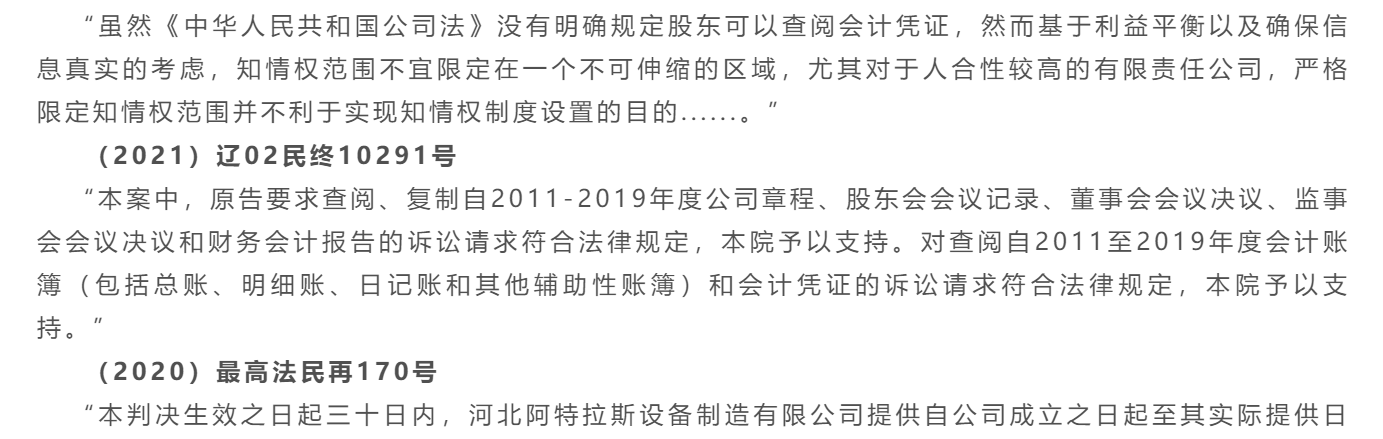 “虽然《中华人民共和国公司法》没有明确规定股东可以查阅会计凭证，然而基于利益平衡以及确保信
息真实的考虑，知情权范围不宜限定在一个不可伸缩的区域，尤其对于人合性较高的有限责任公司，严格
限定知情权范围并不利于实现知情权制度设置的目的......。”
（2021）辽02民终10291号
“本案中，原告要求查阅、复制自2011-2019年度公司章程、股东会会议记录、董事会会议决议、监事
会会议决议和财务会计报告的诉讼请求符合法律规定，本院予以支持。对查阅自2011至2019年度会计账
簿（包括总账、明细账、日记账和其他辅助性账簿）和会计凭证的诉讼请求符合法律规定，本院予以支
持。”
（2020）最高法民再170号
“本判决生效之日起三十日内，河北阿特拉斯设备制造有限公司提供自公司成立之日起至其实际提供日